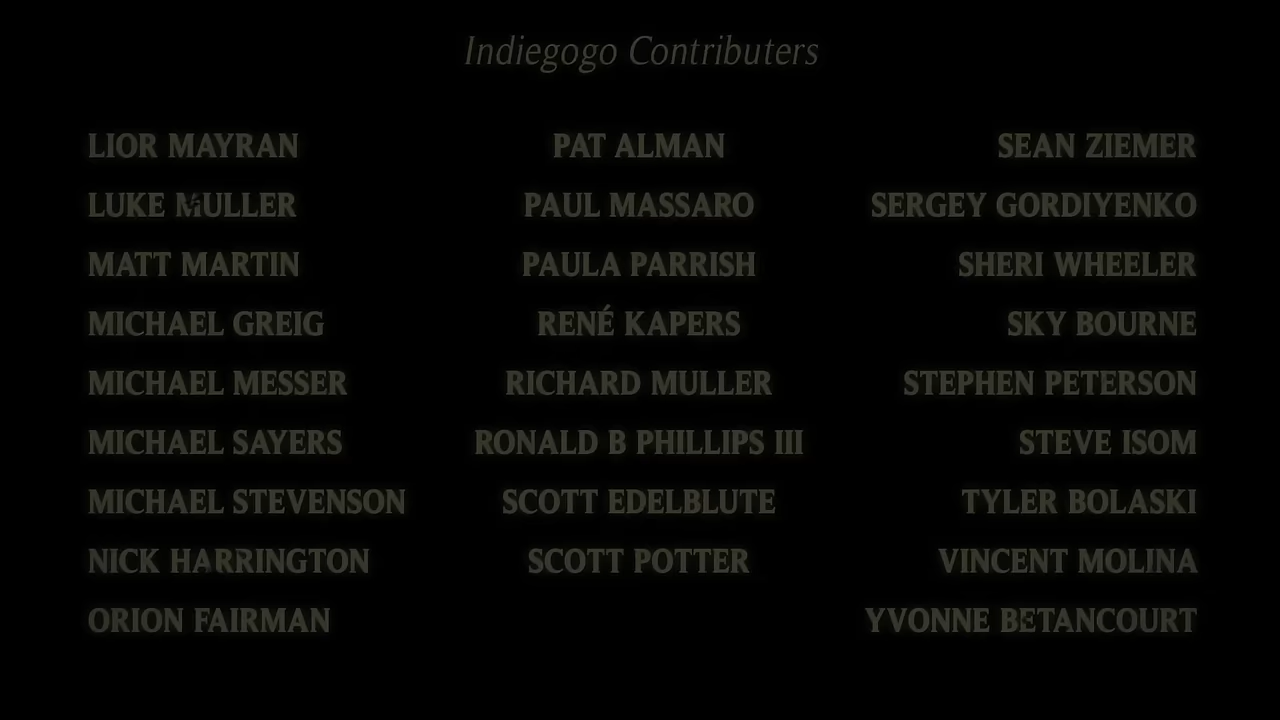 Indiegogo Contributers
LIOR MAYRAN PAT ALMAN SEAN ZIEMER
LUKE MULLER PAUL MASSARO SERGEY GORDIYENKO
MATT MARTIN PAULA PARRISH SHERI WHEELER
MICHAEL GREIG RENÉ KAPERS SKY BOURNE
MICHAEL MESSER RICHARD MULLER STEPHEN PETERSON
MICHAEL SAYERS RONALD B PHILLIPS III STEVE ISOM
MICHAEL STEVENSON SCOTT EDELBLUTE TYLER BOLASKI
NICK HARRINGTON SCOTT POTTER VINCENT MOLINA
ORION FAIRMAN YVONNE BETANCOURT